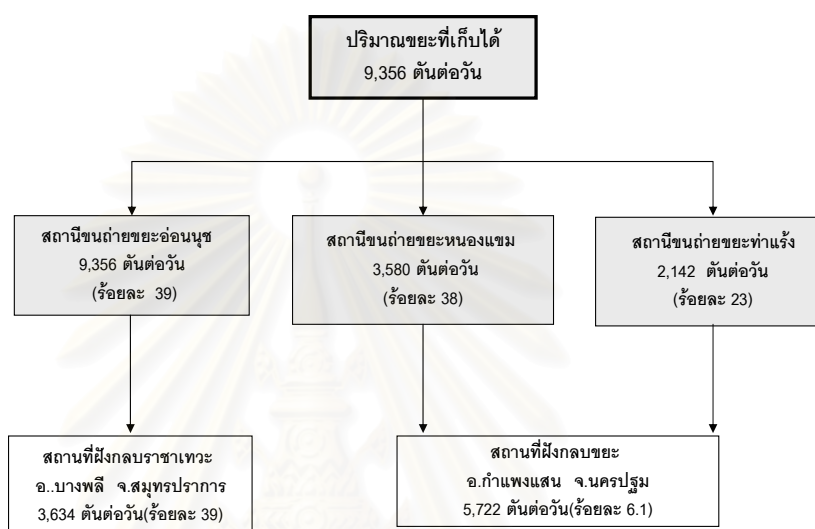 ปริมาณขยะที่เก็บได้
9,356 ตันต่อวัน
สถานีขนถ่ายขยะอ่อนนุช
9,356 ตันต่อวัน
(ร้อยละ 39)
สถานีขนถ่ายขยะหนองแขม
3,580 ตันต่อวัน
(ร้อยละ 38)
สถานีขนถ่ายขยะท่าแร้ง
2,142 ตันต่อวัน
(ร้อยละ 23)
สถานที่ฝังกลบราชาเทวะ
อ..บางพลี จ.สมุทรปราการ
3,634 ตันต่อวัน(ร้อยละ 39)
สถานที่ฝังกลบขยะ
อ.กำแพงแสน จ.นครปฐม
5,722 ตันต่อวัน(ร้อยละ 6.1)